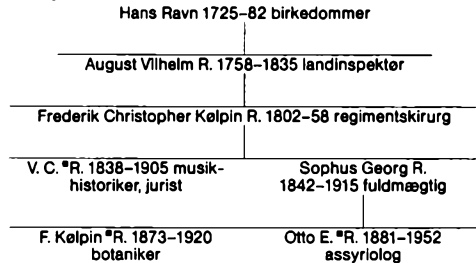 Hans Ravn 1725–82 birkedommer
August Vilhelm R. 1758–1835 landinspektør
Frederik Christopher Kølpin R. 1802–58 regimentskirurg
V. C. *R. 1838–1905 musik-
historiker, jurist
Sophus Georg R.
1842–1915 fuldmægtig
F. Kølpin *R. 1873–1920
botaniker
Otto E. *R. 1881–1952
assyriolog